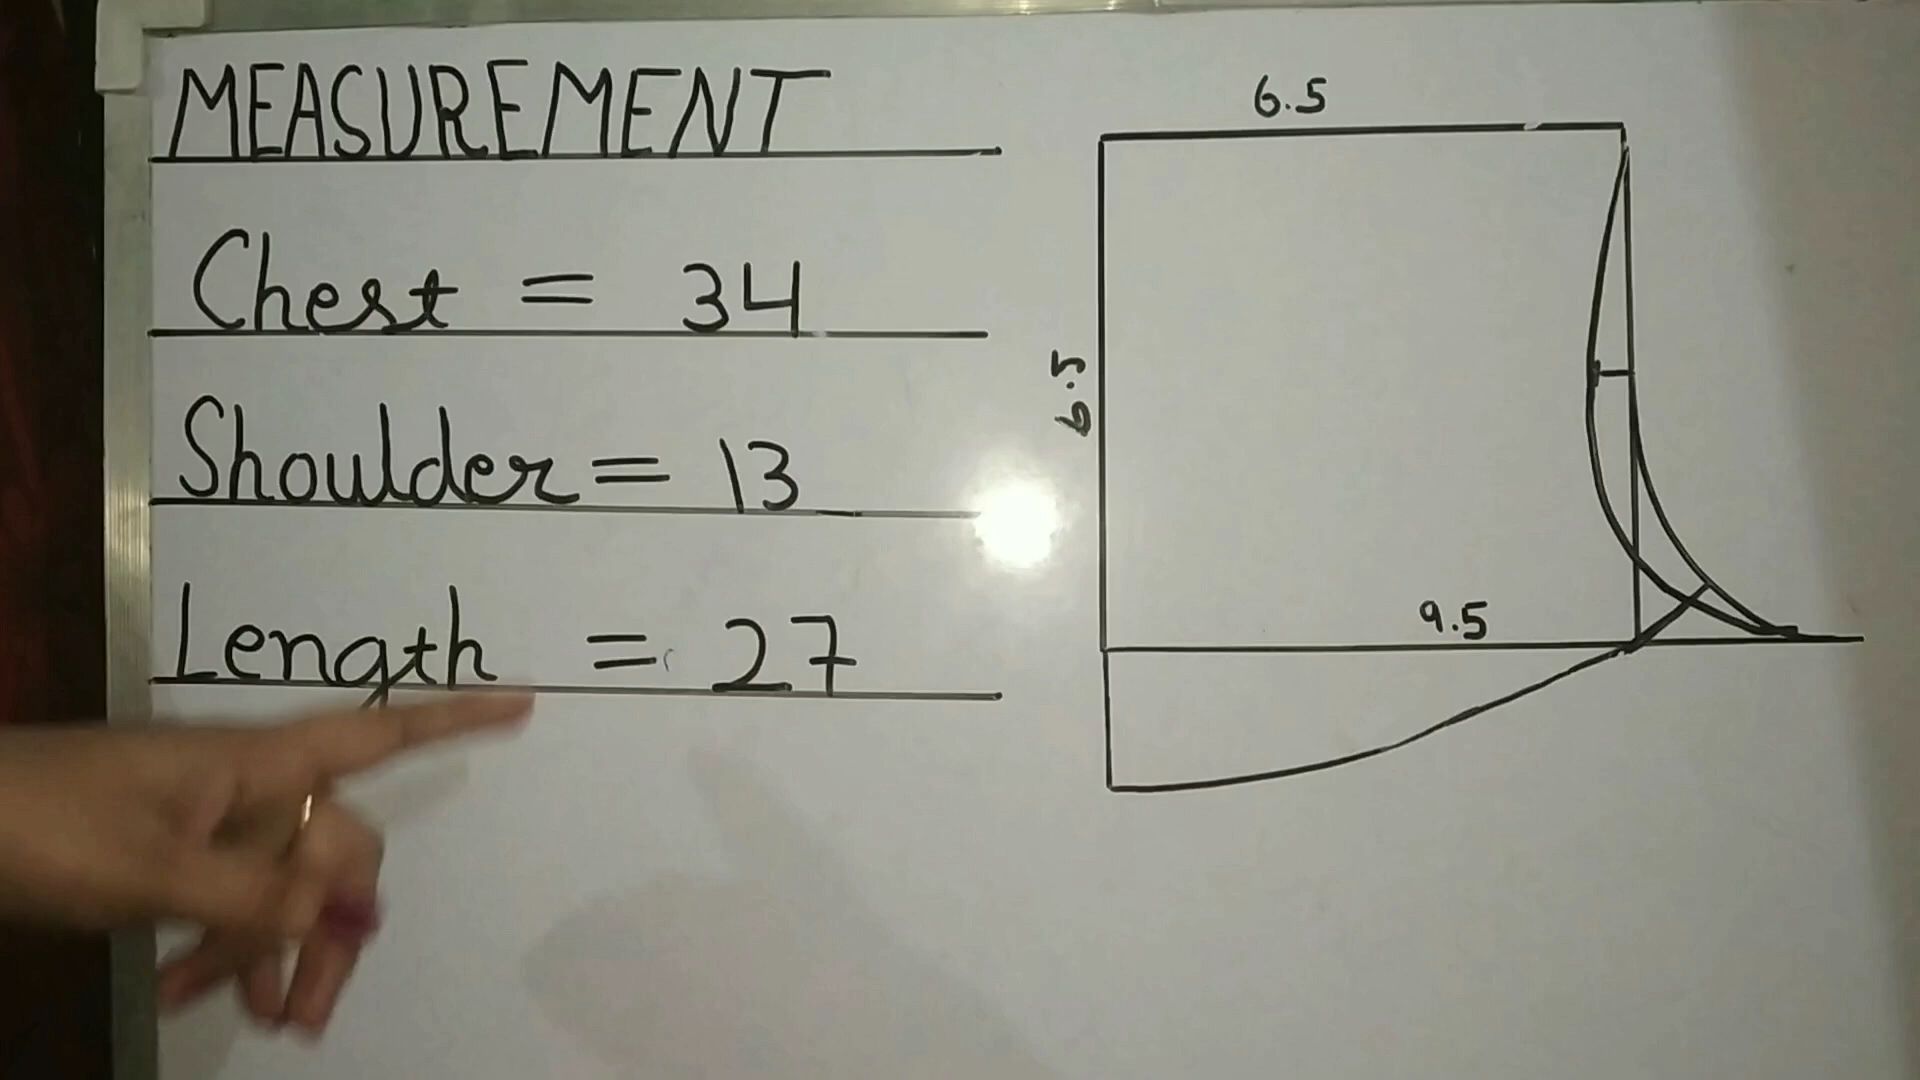 MEASUREMENT
Chest = 34
Shoulder = 13
Length = 27
6.5
6.5
9.5